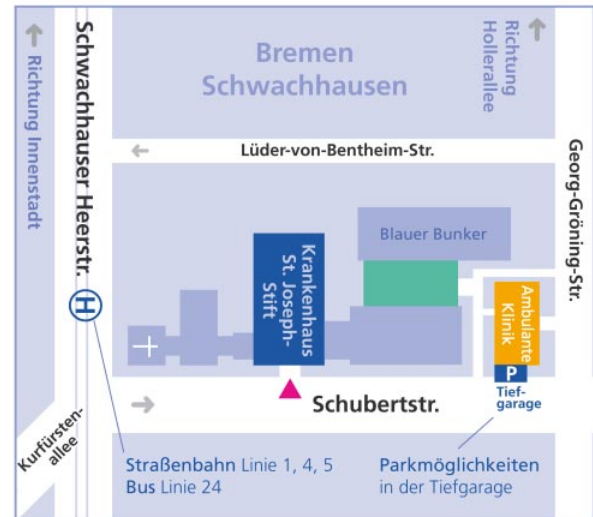 Bremen
Schwachhausen
Richtung Innenstadt
Schwachhauser Heerstr.
Richtung
Hollerallee
Lüder-von-Bentheim-Str.
Georg-Gröning-Str.
Blauer Bunker
Krankenhaus
St. Joseph-
Stift
Ambulante
Klinik
H
P
Tief-
garage
Schubertstr.
Kurfürsten-
allee
Straßenbahn Linie 1, 4, 5
Bus Linie 24
Parkmöglichkeiten
in der Tiefgarage